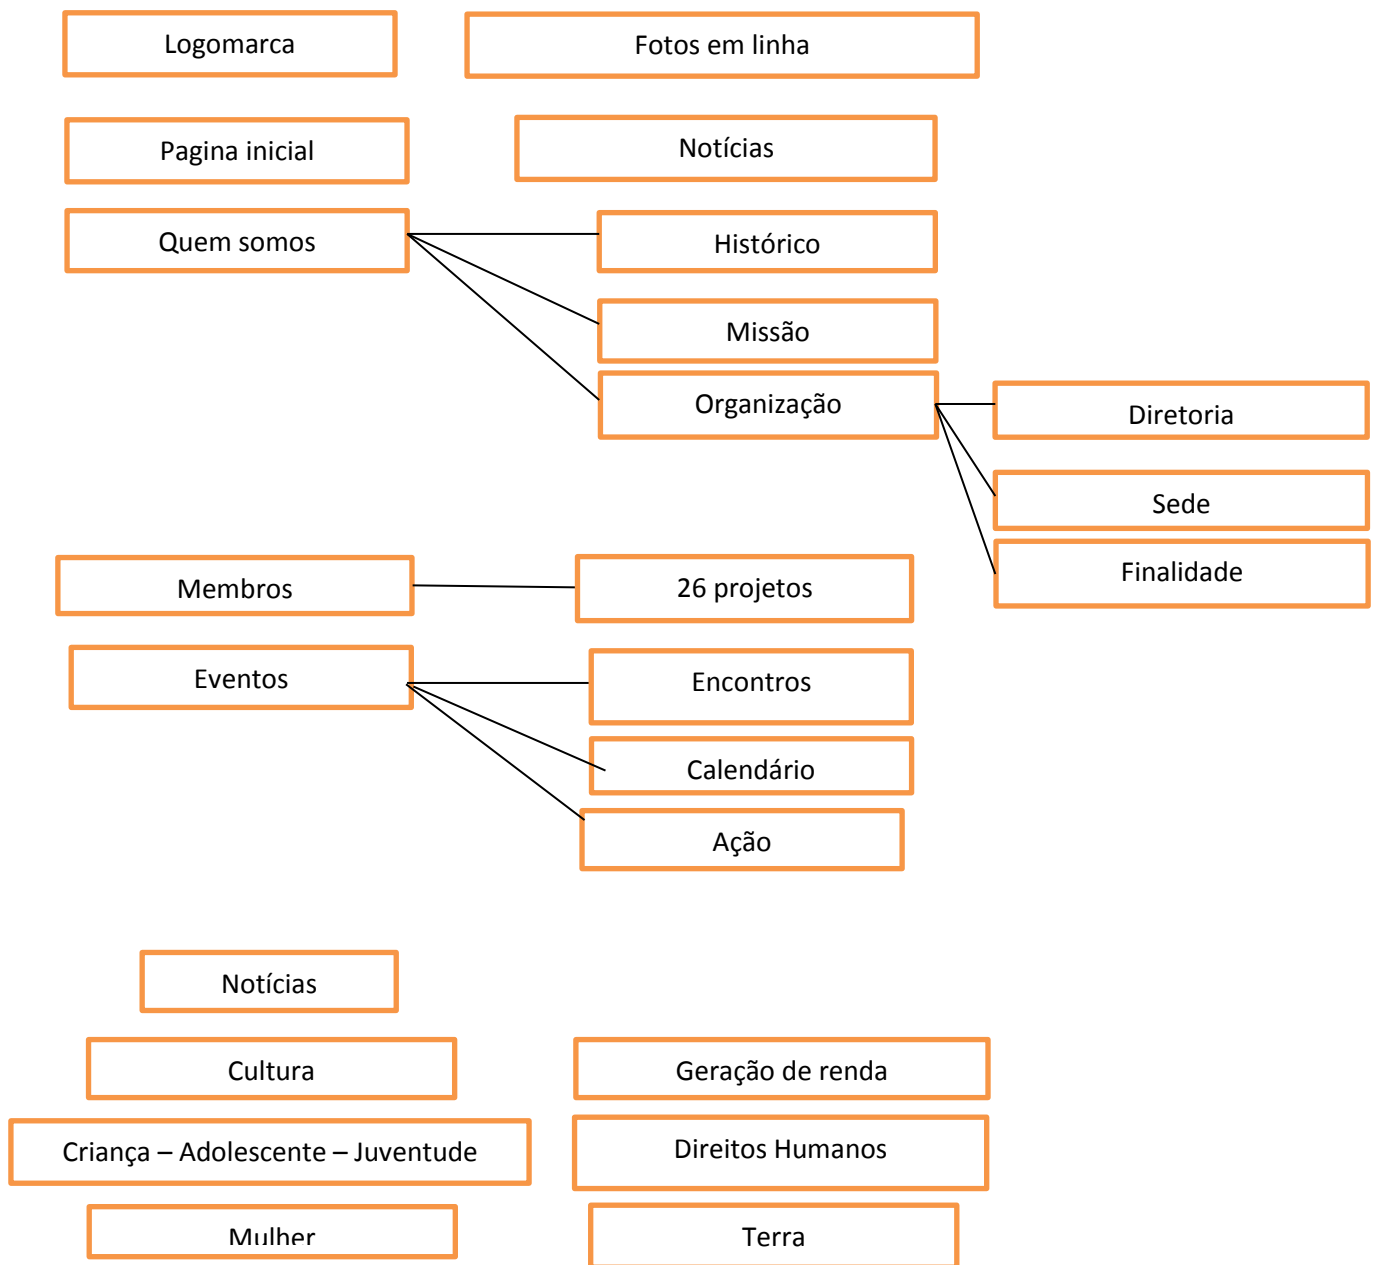 Logomarca
Fotos em linha
Pagina inicial
Notícias
Quem somos
Histórico
Missão
Organização
Diretoria
Sede
Finalidade
Membros
26 projetos
Eventos
Encontros
Calendário
Ação
Notícias
Cultura
Geração de renda
Criança – Adolescente – Juventude
Direitos Humanos
Mulher
Terra